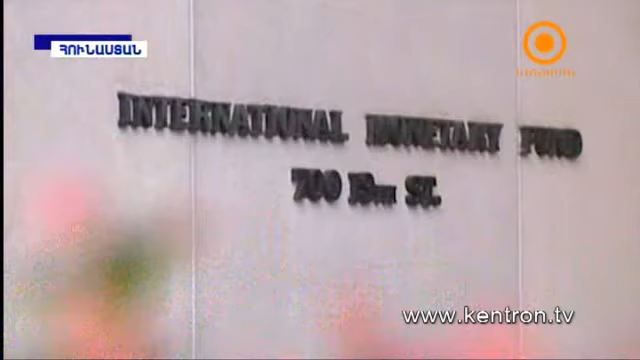 ՀՈՒՆԱՍՏԱՆ
INTERNATIONAL MONETARY FUND
700 19TH ST.
www.kentron.tv